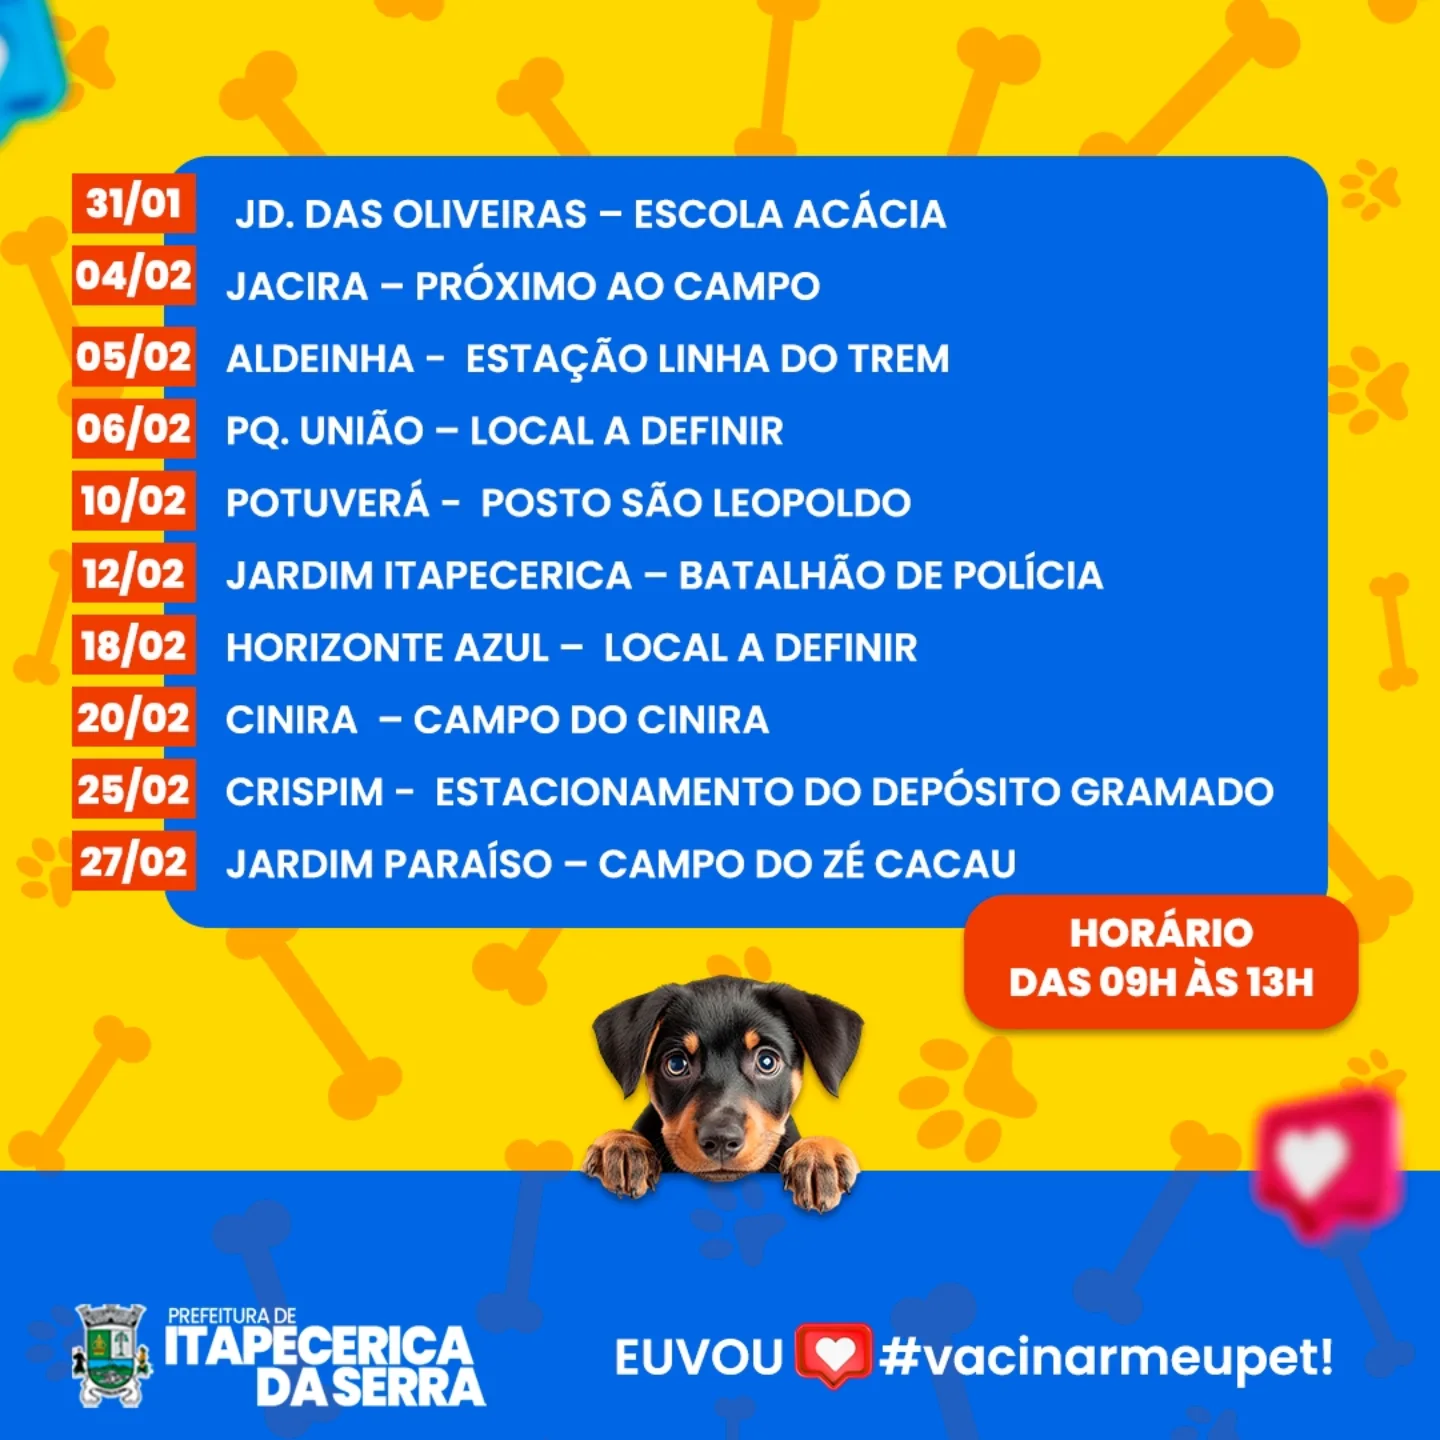 31/01 JD. DAS OLIVEIRAS – ESCOLA ACÁCIA
04/02 JACIRA – PRÓXIMO AO CAMPO
05/02 ALDEINHA - ESTAÇÃO LINHA DO TREM
06/02 PQ. UNIÃO – LOCAL A DEFINIR
10/02 POTUVERÁ - POSTO SÃO LEOPOLDO
12/02 JARDIM ITAPECERICA – BATALHÃO DE POLÍCIA
18/02 HORIZONTE AZUL – LOCAL A DEFINIR
20/02 CINIRA – CAMPO DO CINIRA
25/02 CRISPIM - ESTACIONAMENTO DO DEPÓSITO GRAMADO
27/02 JARDIM PARAÍSO – CAMPO DO ZÉ CACAU
HORÁRIO
DAS 09H ÀS 13H
PREFEITURA DE
ITAPECERICA
DA SERRA
EUVOU #vacinarmeupet!